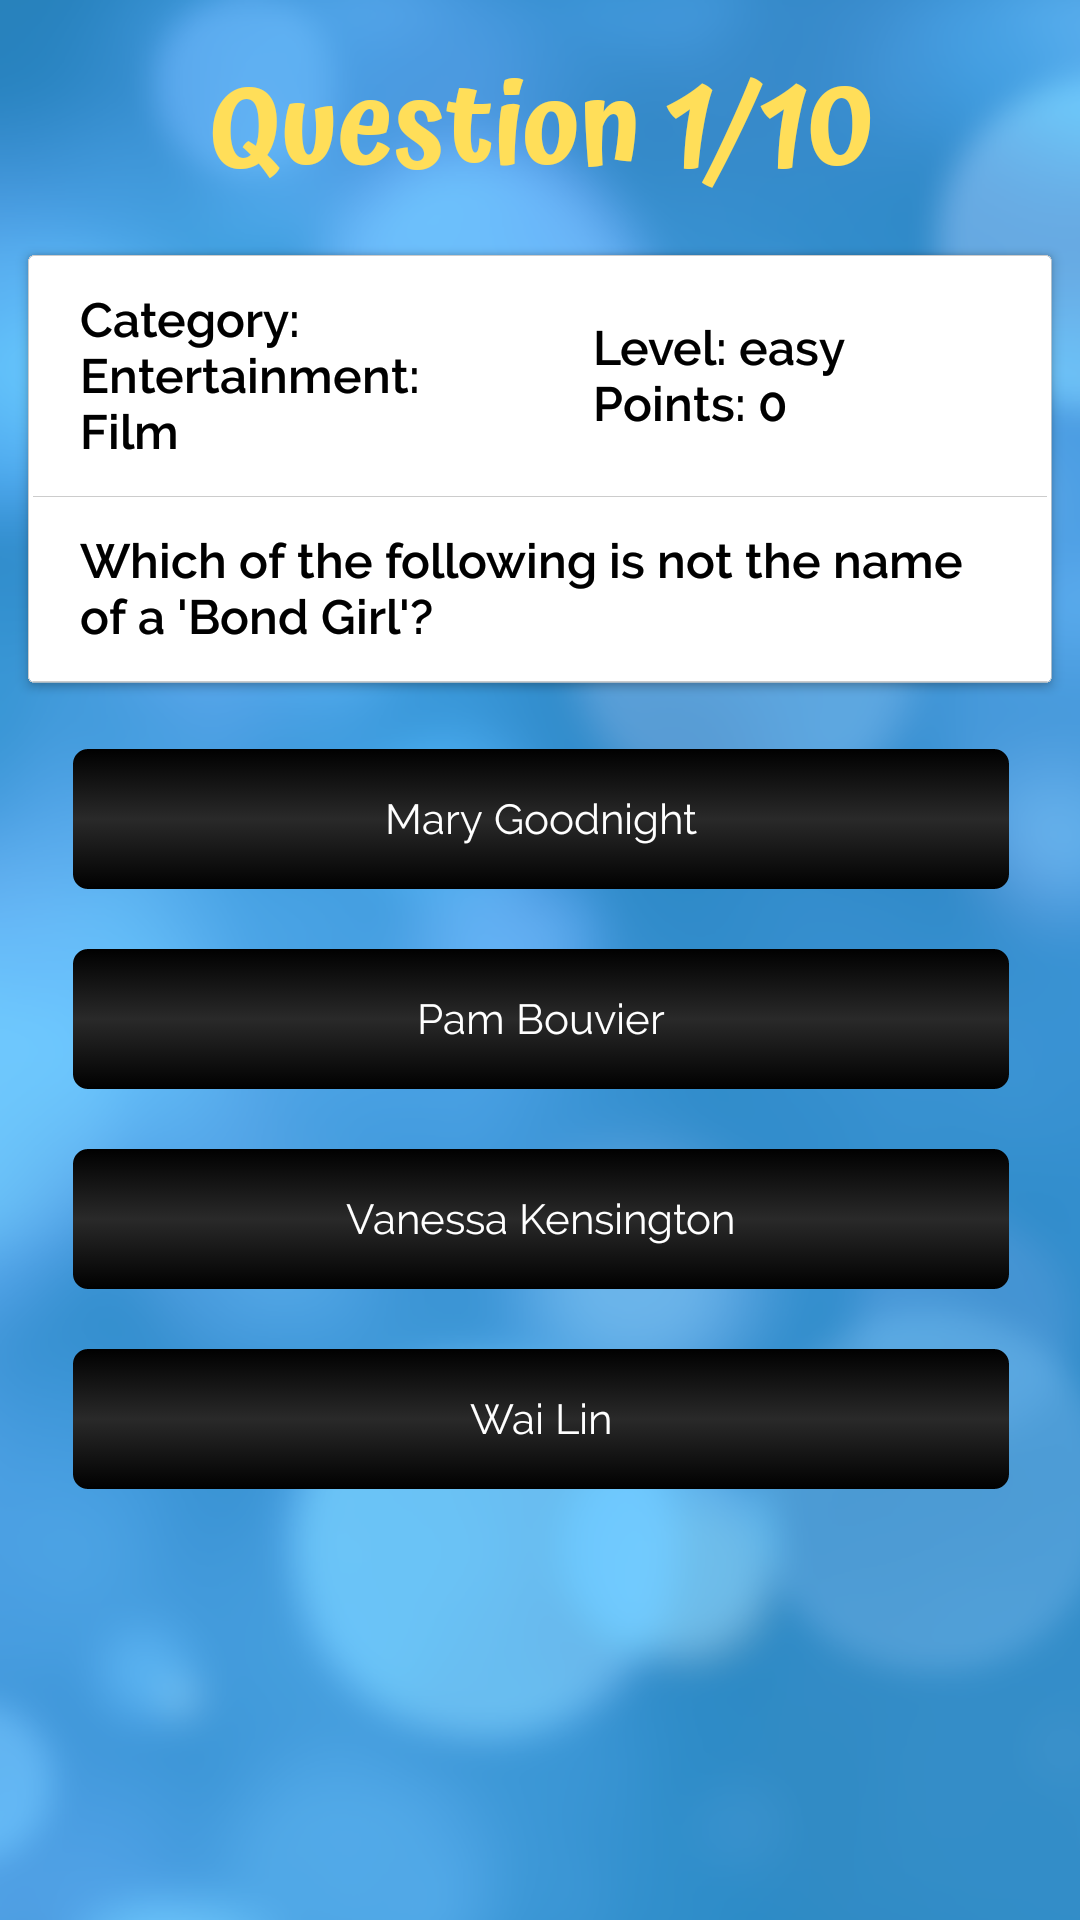 Question 1/10
Category:
Entertainment:
Film
Level: easy
Points: 0
Which of the following is not the name
of a 'Bond Girl'?
Mary Goodnight
Pam Bouvier
Vanessa Kensington
Wai Lin